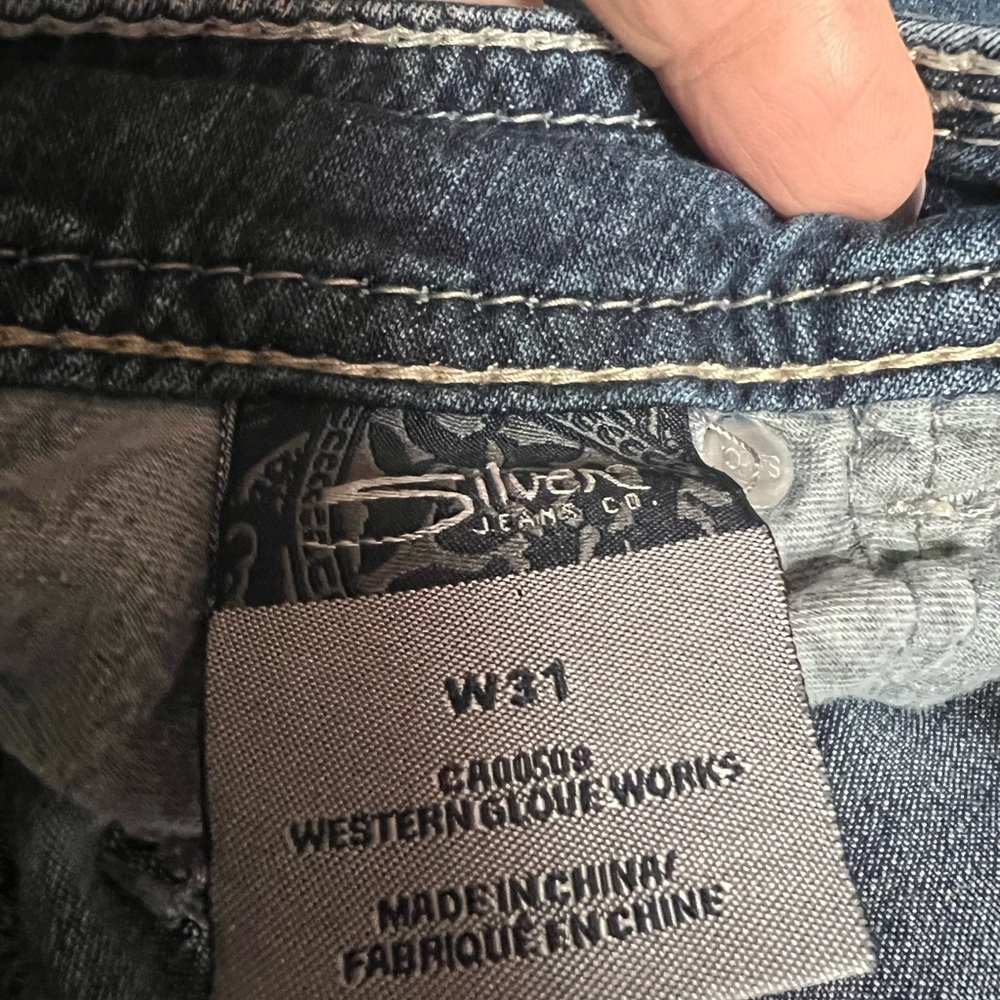 Silver
JEANS CO.
W31
CA00509
WESTERN GLOVE WORKS
MADE IN CHINA/
FABRIQUÉ EN CHINE